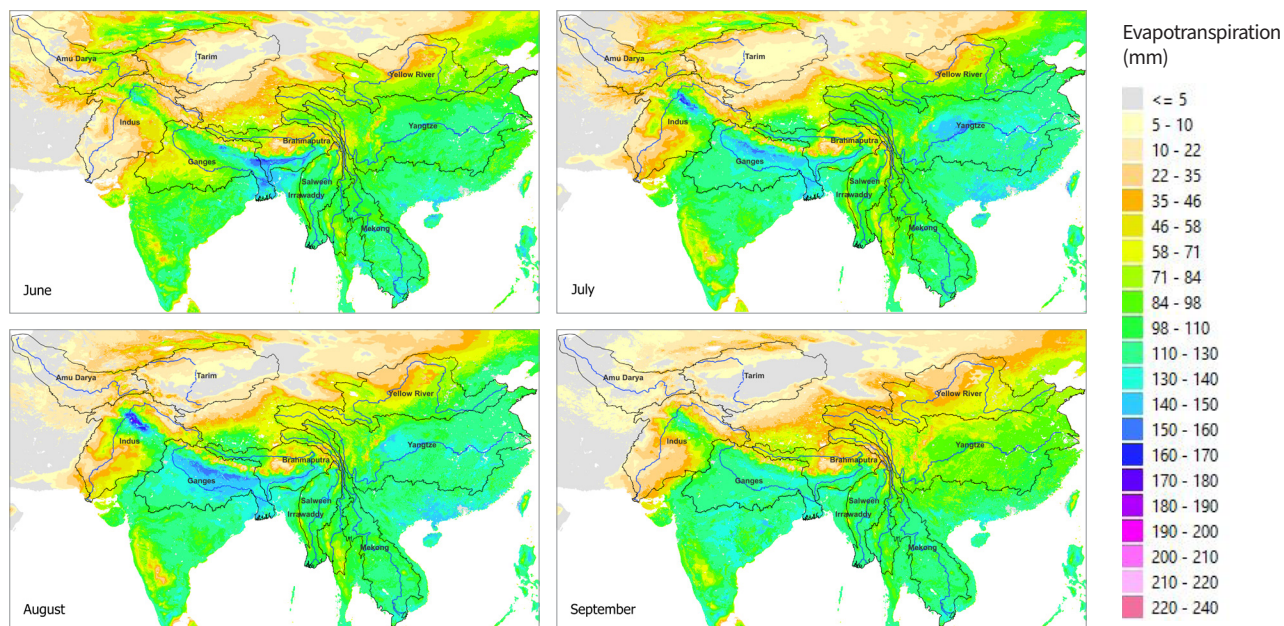 Amu Darya
Tarim
Yellow River
Indus
Yangtze
Brahmaputra
Ganges
Salween
Irrawaddy
Mekong
June
Amu Darya
Tarim
Yellow River
Indus
Yangtze
Brahmaputra
Ganges
Salween
Irrawaddy
Mekong
July
Amu Darya
Tarim
Yellow River
Indus
Yangtze
Brahmaputra
Ganges
Salween
Irrawaddy
Mekong
August
Amu Darya
Tarim
Yellow River
Indus
Yangtze
Brahmaputra
Ganges
Salween
Irrawaddy
Mekong
September
Evapotranspiration
(mm)
<= 5
5 - 10
10 - 22
22 - 35
35 - 46
46 - 58
58 - 71
71 - 84
84 - 98
98 - 110
110 - 130
130 - 140
140 - 150
150 - 160
160 - 170
170 - 180
180 - 190
190 - 200
200 - 210
210 - 220
220 - 240